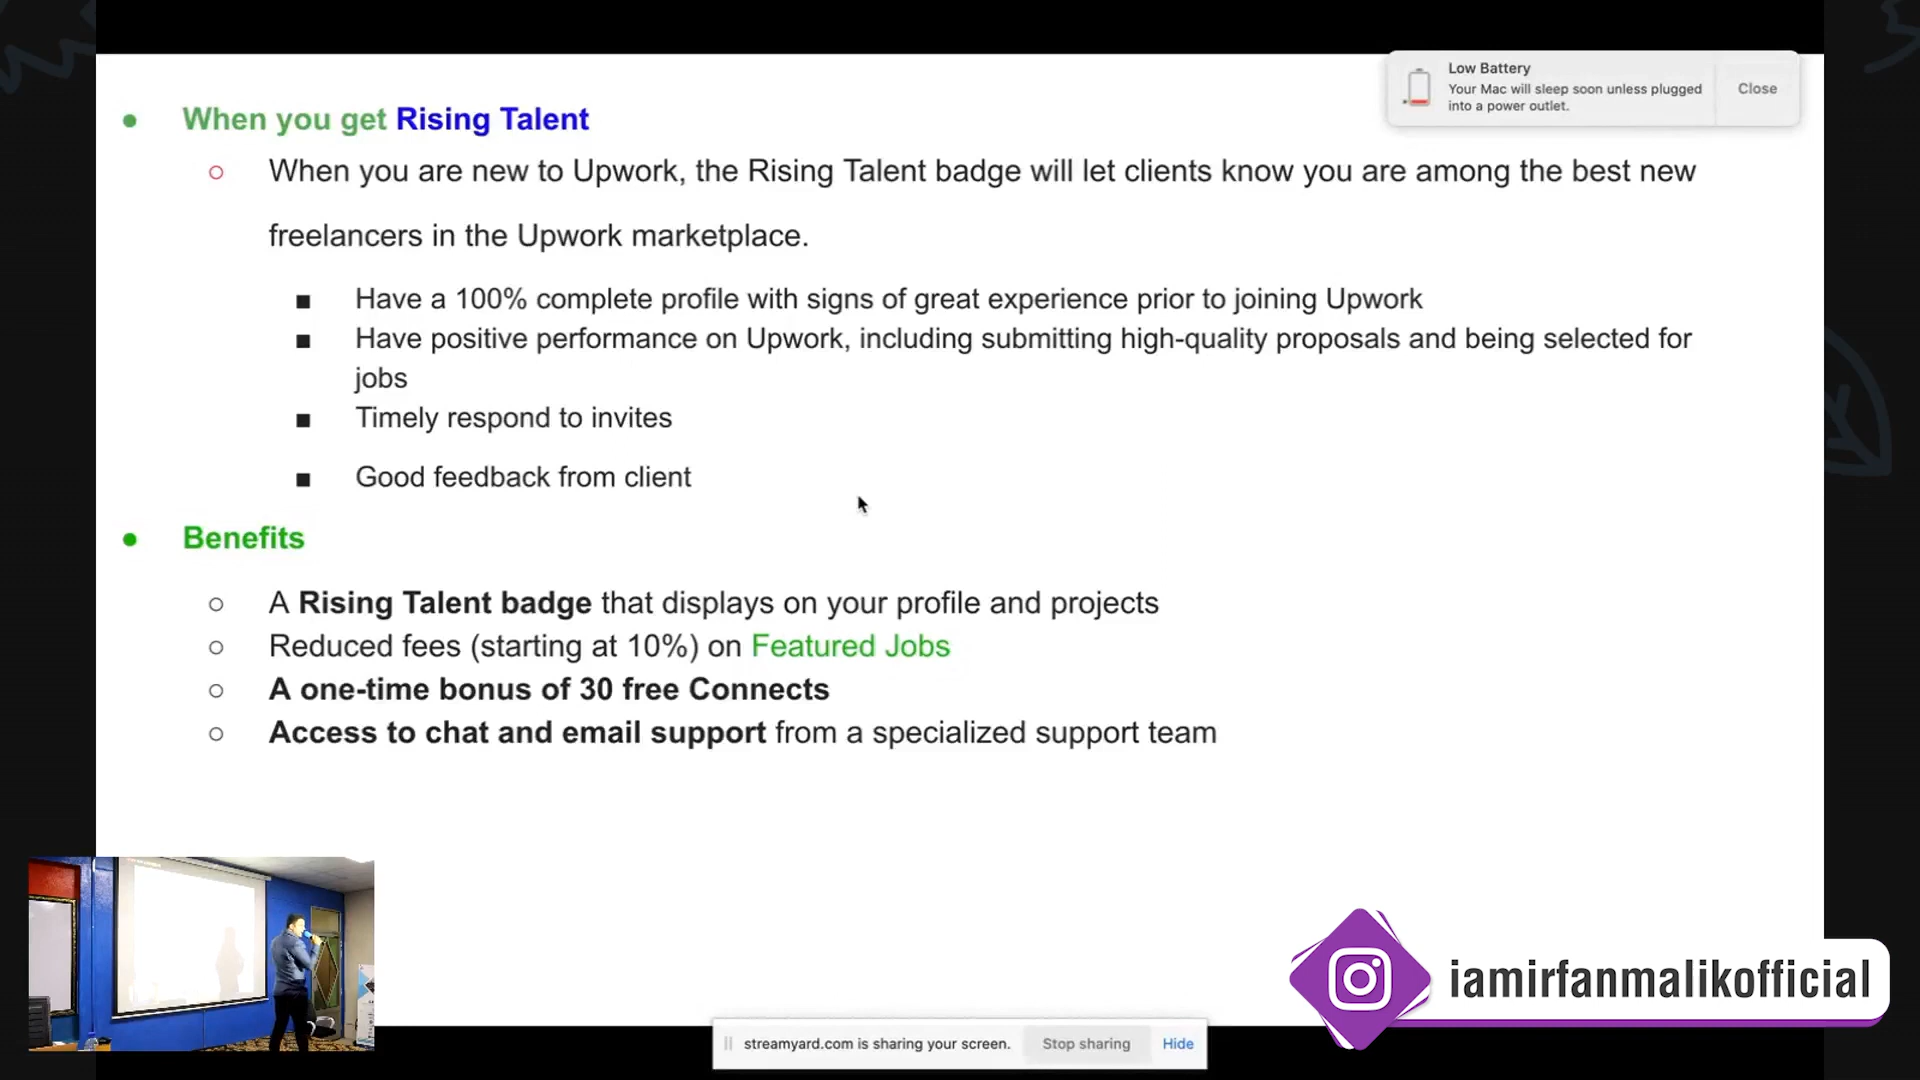 When you get Rising Talent
Low Battery
Your Mac will sleep soon unless plugged
into a power outlet.
Close
When you are new to Upwork, the Rising Talent badge will let clients know you are among the best new
freelancers in the Upwork marketplace.
Have a 100% complete profile with signs of great experience prior to joining Upwork
Have positive performance on Upwork, including submitting high-quality proposals and being selected for
jobs
Timely respond to invites
Good feedback from client
Benefits
A Rising Talent badge that displays on your profile and projects
Reduced fees (starting at 10%) on Featured Jobs
A one-time bonus of 30 free Connects
Access to chat and email support from a specialized support team
iamirfanmalikofficial
streamyard.com is sharing your screen.
Stop sharing
Hide